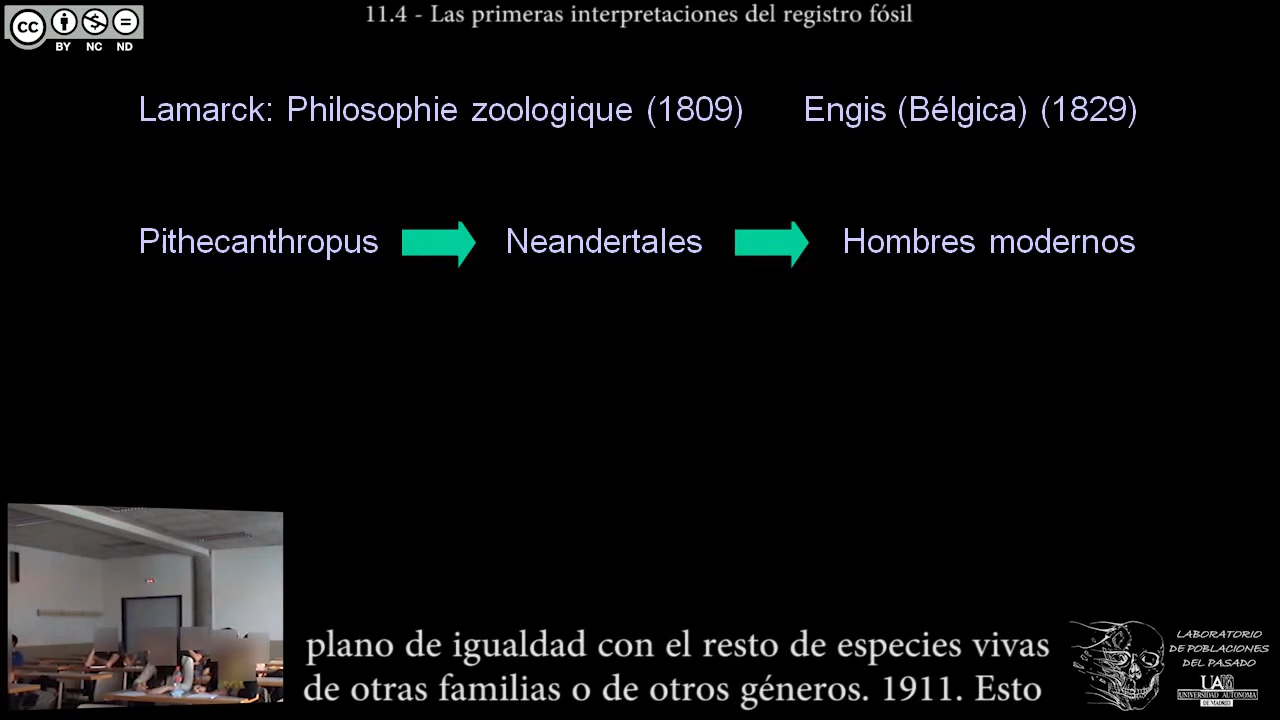 11.4 - Las primeras interpretaciones del registro fósil
CC
BY NC ND
Lamarck: Philosophie zoologique (1809) Engis (Bélgica) (1829)
Pithecanthropus Neandertales Hombres modernos
plano de igualdad con el resto de especies vivas
de otras familias o de otros géneros. 1911. Esto
LABORATORIO
DE POBLACIONES
DEL PASADO
UAM
UNIVERSIDAD AUTONOMA
DE MADRID